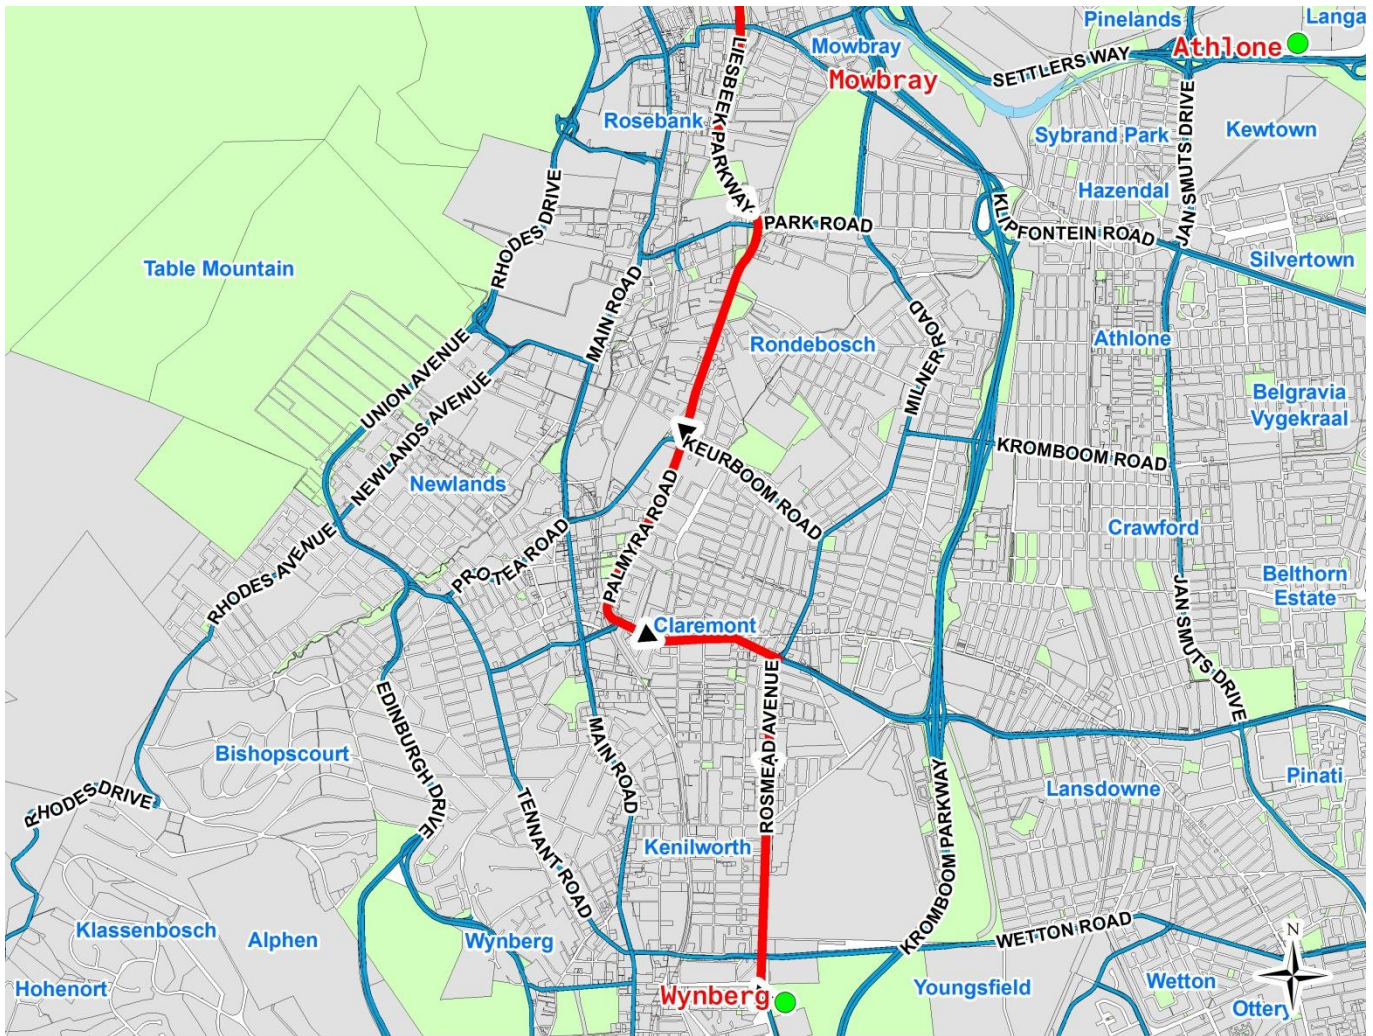 Pinelands
Langa
Mowbray
Athlone
Mowbray
SETTLERS WAY
LIESBEEK PARKWAY
Rosebank
Sybrand Park
Kewtown
JAN SMUTS DRIVE
Hazendal
RHODES DRIVE
PARK ROAD
KLIPFONTEIN ROAD
Table Mountain
Silvertown
MAIN ROAD
Rondebosch
Athlone
MILNER ROAD
UNION AVENUE
NEWLANDS AVENUE
Belgravia
Vygekraal
KROMBOOM ROAD
KEURBOOM ROAD
Newlands
PALMYRA ROAD
Crawford
RHODES AVENUE
PROTEA ROAD
Belthorn
Estate
JAN SMUTS DRIVE
Claremont
EDINBURGH DRIVE
MAIN ROAD
ROSMEAD AVENUE
Bishopscourt
Pinati
Lansdowne
RHODES DRIVE
TENNANT ROAD
KROMBOOM PARKWAY
Kenilworth
Klassenbosch
Alphen
Wynberg
WETTON ROAD
N
Hohenort
Wynberg
Youngsfield
Wetton
Ottery